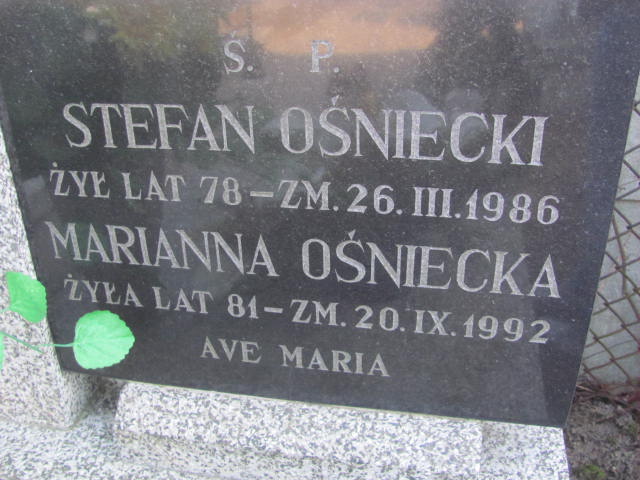 Ś. P.
STEFAN OŚNIECKI
ŻYŁ LAT 78 – ZM. 26. III. 1986
MARIANNA OŚNIECKA
ŻYŁA LAT 81 – ZM. 20. IX. 1992
AVE MARIA